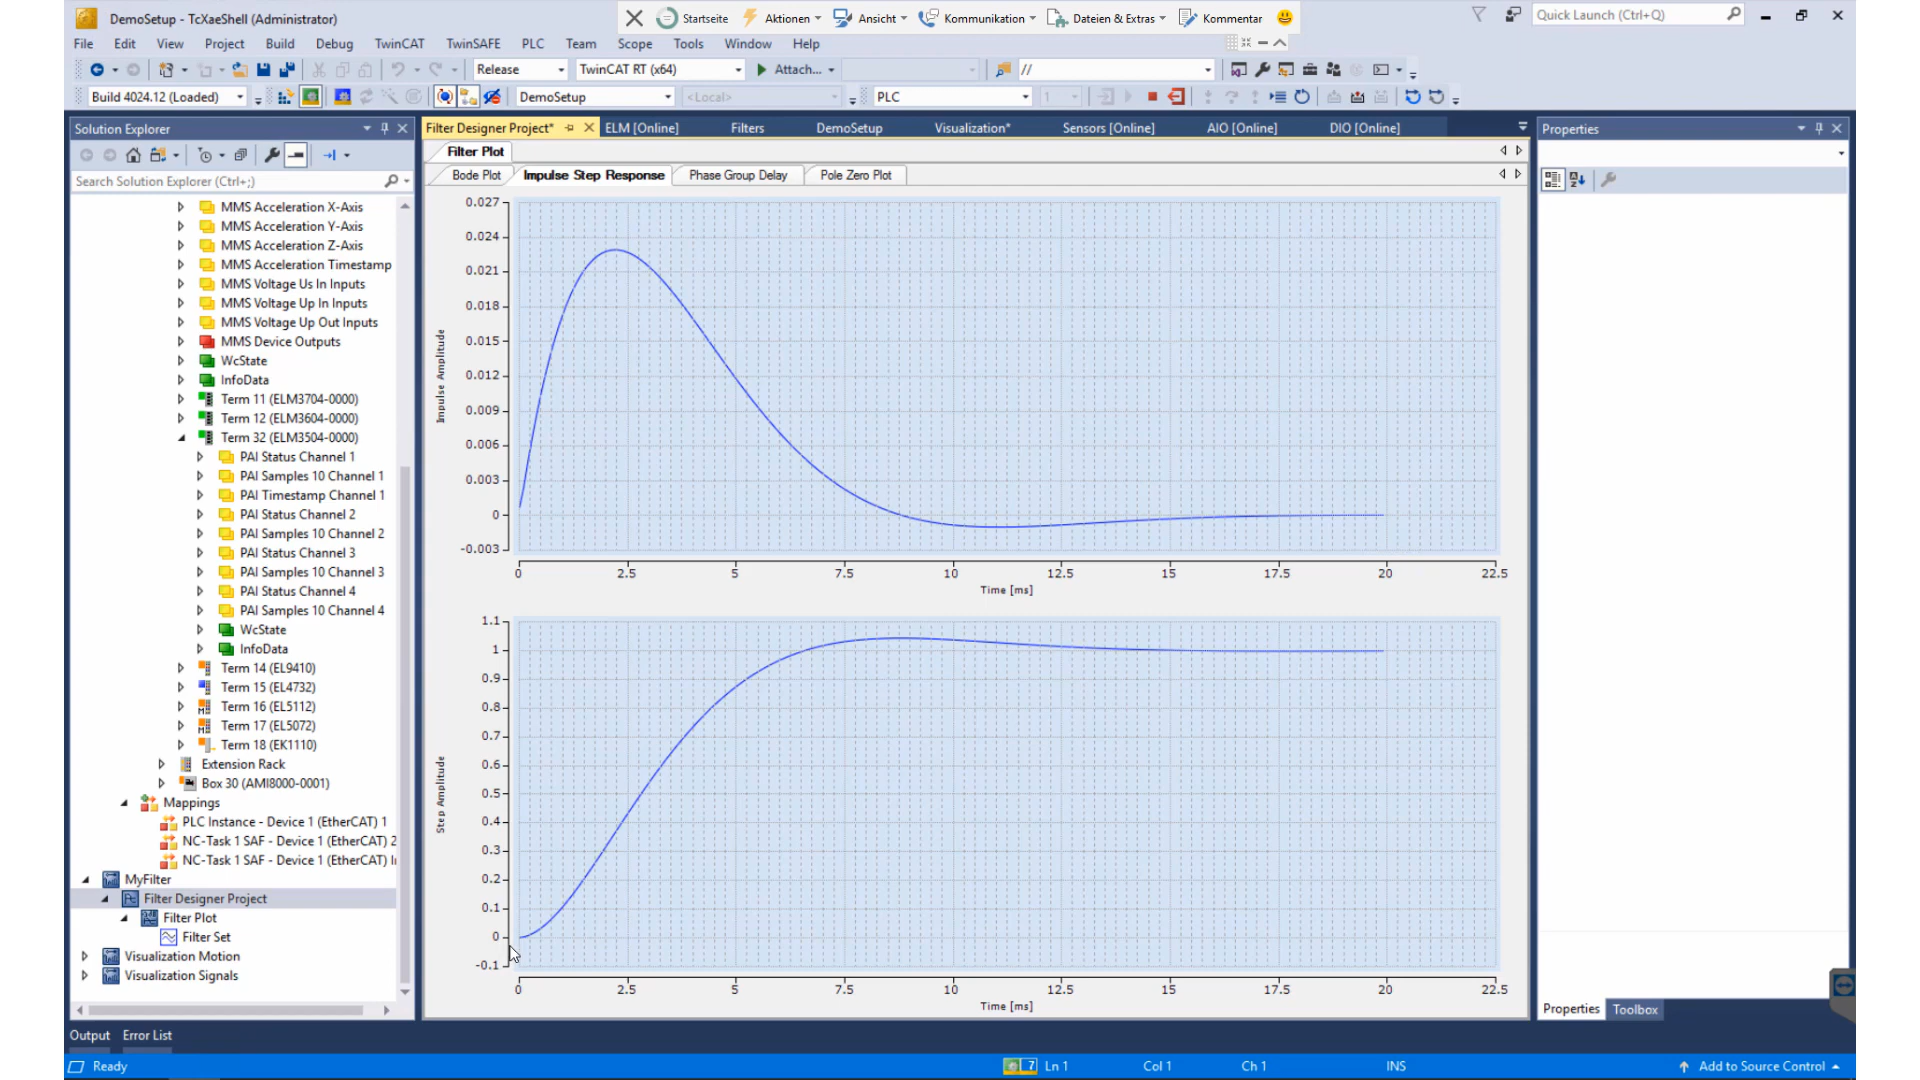 DemoSetup - TcXaeShell (Administrator)
Startseite
Aktionen
Ansicht
Kommunikation
Dateien & Extras
Kommentar
Quick Launch (Ctrl+Q)
File Edit View Project Build Debug TwinCAT TwinSAFE PLC Team Scope Tools Window Help
Release
TwinCAT RT (x64)
Attach...
//
Build 4024.12 (Loaded)
DemoSetup
<Local>
PLC
1
Solution Explorer
Filter Designer Project*
ELM [Online]
Filters
DemoSetup
Visualization*
Sensors [Online]
AIO [Online]
DIO [Online]
Properties
Filter Plot
Bode Plot
Impulse Step Response
Phase Group Delay
Pole Zero Plot
Search Solution Explorer (Ctrl+;)
MMS Acceleration X-Axis
MMS Acceleration Y-Axis
MMS Acceleration Z-Axis
MMS Acceleration Timestamp
MMS Voltage Us In Inputs
MMS Voltage Up In Inputs
MMS Voltage Up Out Inputs
MMS Device Outputs
WcState
InfoData
Term 11 (ELM3704-0000)
Term 12 (ELM3604-0000)
Term 32 (ELM3504-0000)
PAI Status Channel 1
PAI Samples 10 Channel 1
PAI Timestamp Channel 1
PAI Status Channel 2
PAI Samples 10 Channel 2
PAI Status Channel 3
PAI Samples 10 Channel 3
PAI Status Channel 4
PAI Samples 10 Channel 4
WcState
InfoData
Term 14 (EL9410)
Term 15 (EL4732)
Term 16 (EL5112)
Term 17 (EL5072)
Term 18 (EK1110)
Extension Rack
Box 30 (AMI8000-0001)
Mappings
PLC Instance - Device 1 (EtherCAT) 1
NC-Task 1 SAF - Device 1 (EtherCAT) 2
NC-Task 1 SAF - Device 1 (EtherCAT) I
MyFilter
Filter Designer Project
Filter Plot
Filter Set
Visualization Motion
Visualization Signals
0.027
0.024
0.021
0.018
0.015
0.012
0.009
0.006
0.003
0
-0.003
Impulse Amplitude
0 2.5 5 7.5 10 12.5 15 17.5 20 22.5
Time [ms]
1.1
1
0.9
0.8
0.7
0.6
0.5
0.4
0.3
0.2
0.1
0
-0.1
Step Amplitude
0 2.5 5 7.5 10 12.5 15 17.5 20 22.5
Time [ms]
Properties
Toolbox
Output
Error List
Ready
7
Ln 1
Col 1
Ch 1
INS
Add to Source Control